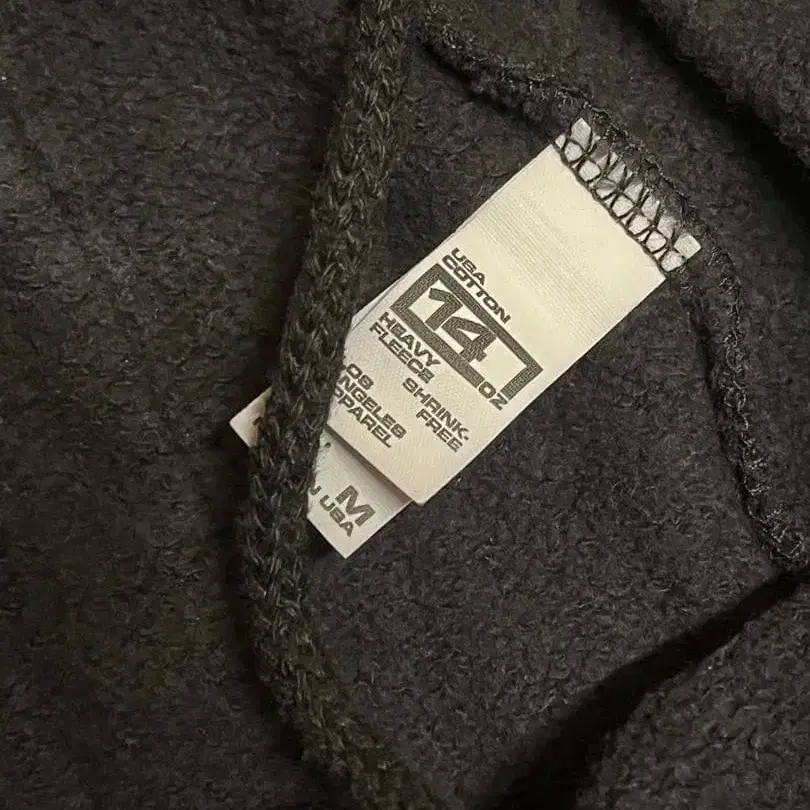 USA
COTTON
14
OZ
HEAVY
FLEECE
SHRINK-
FREE
LOS
ANGELES
APPAREL
M
USA